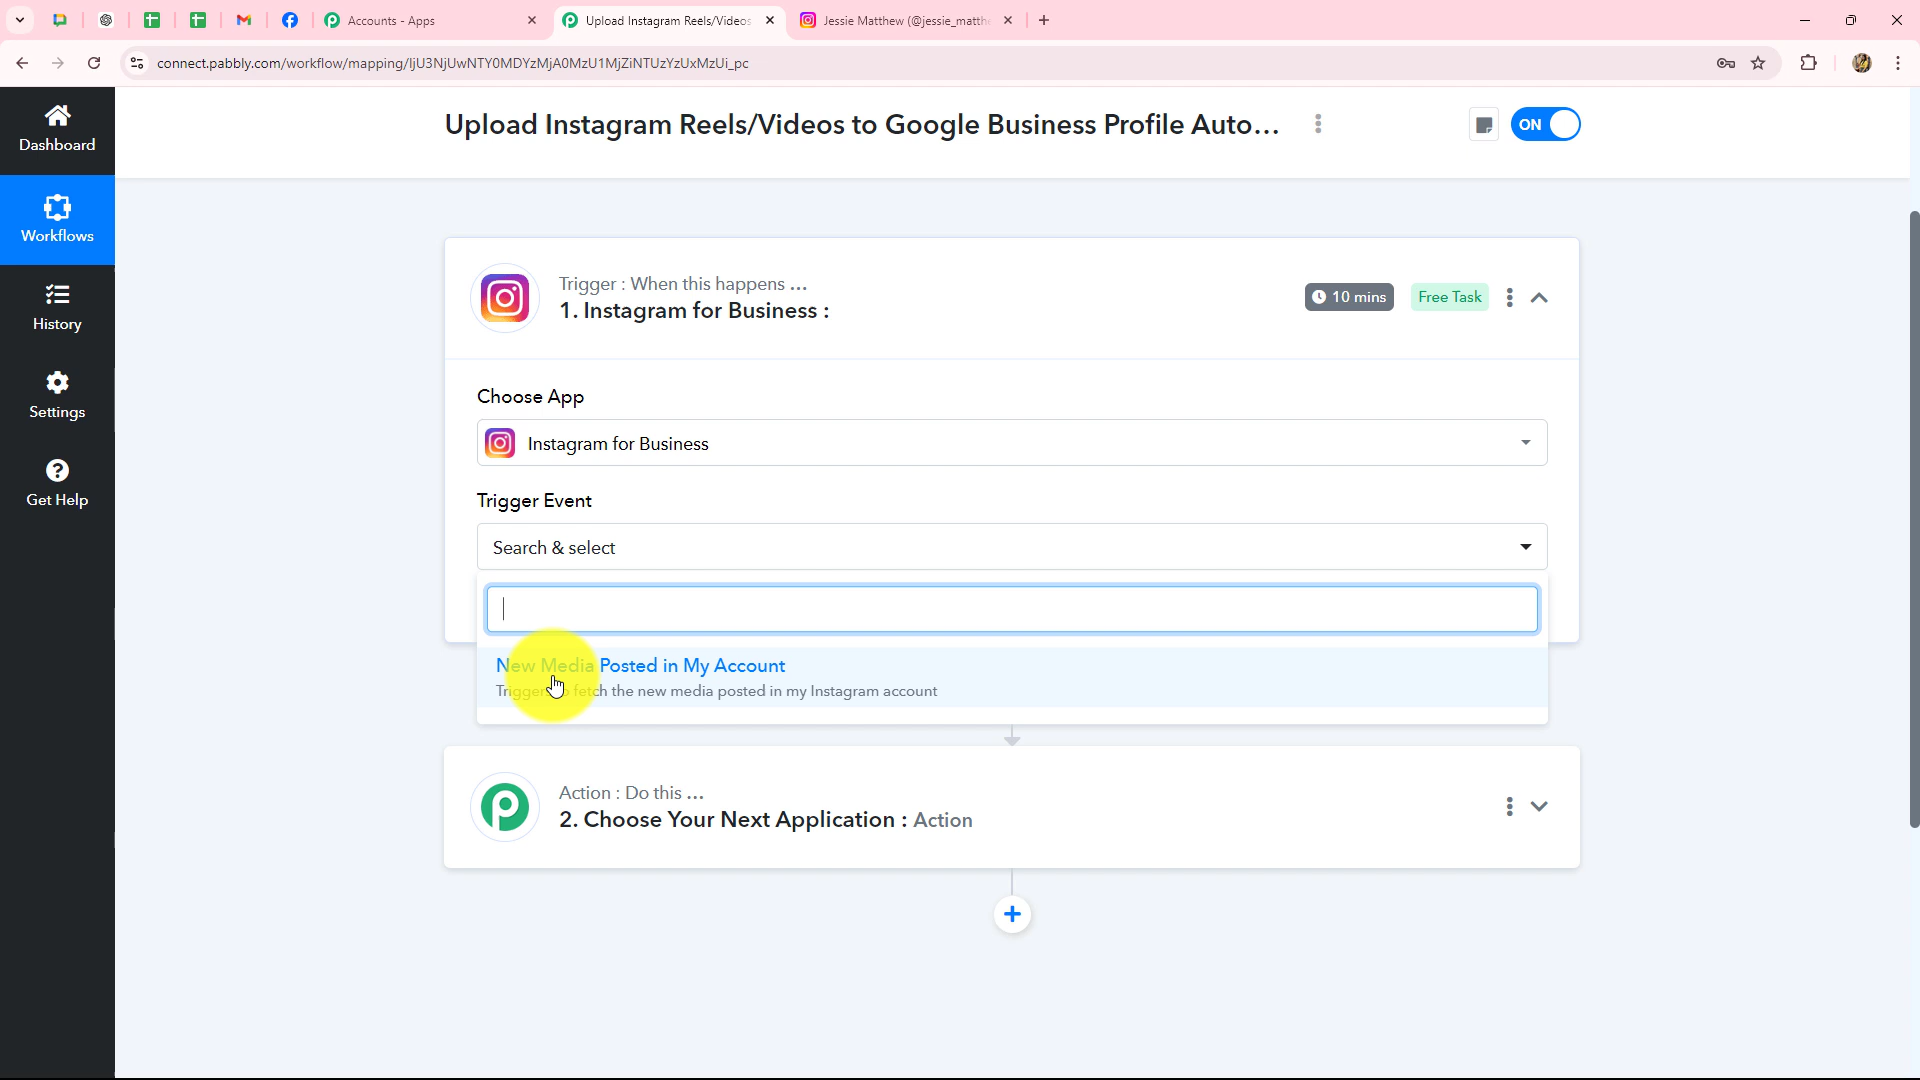 Accounts - Apps
Upload Instagram Reels/Videos
Jessie Matthew (@jessie_matth
connect.pabbly.com/workflow/mapping/IjU3NjUwNTY0MDYzMjA0MzU1MjZiNTUzYzUxMzUi_pc
Dashboard
Workflows
History
Settings
Get Help
Upload Instagram Reels/Videos to Google Business Profile Auto...
ON
Trigger : When this happens ...
1. Instagram for Business :
10 mins
Free Task
Choose App
Instagram for Business
Trigger Event
Search & select
New Media Posted in My Account
Triggers to fetch the new media posted in my Instagram account
Action : Do this ...
2. Choose Your Next Application : Action